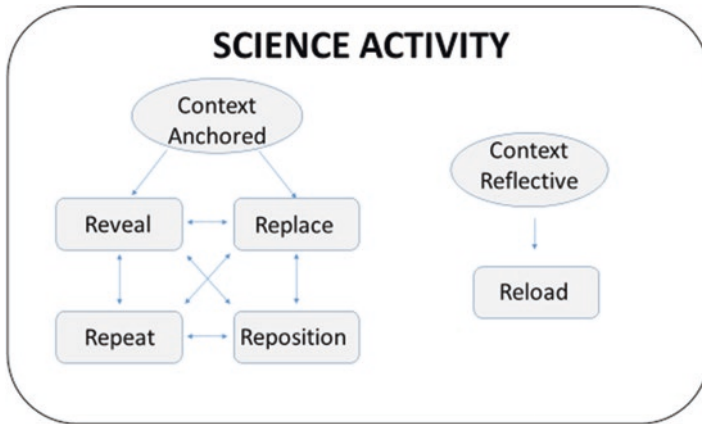 SCIENCE ACTIVITY
Context
Anchored
Context
Reflective
Reveal
Replace
Reload
Repeat
Reposition